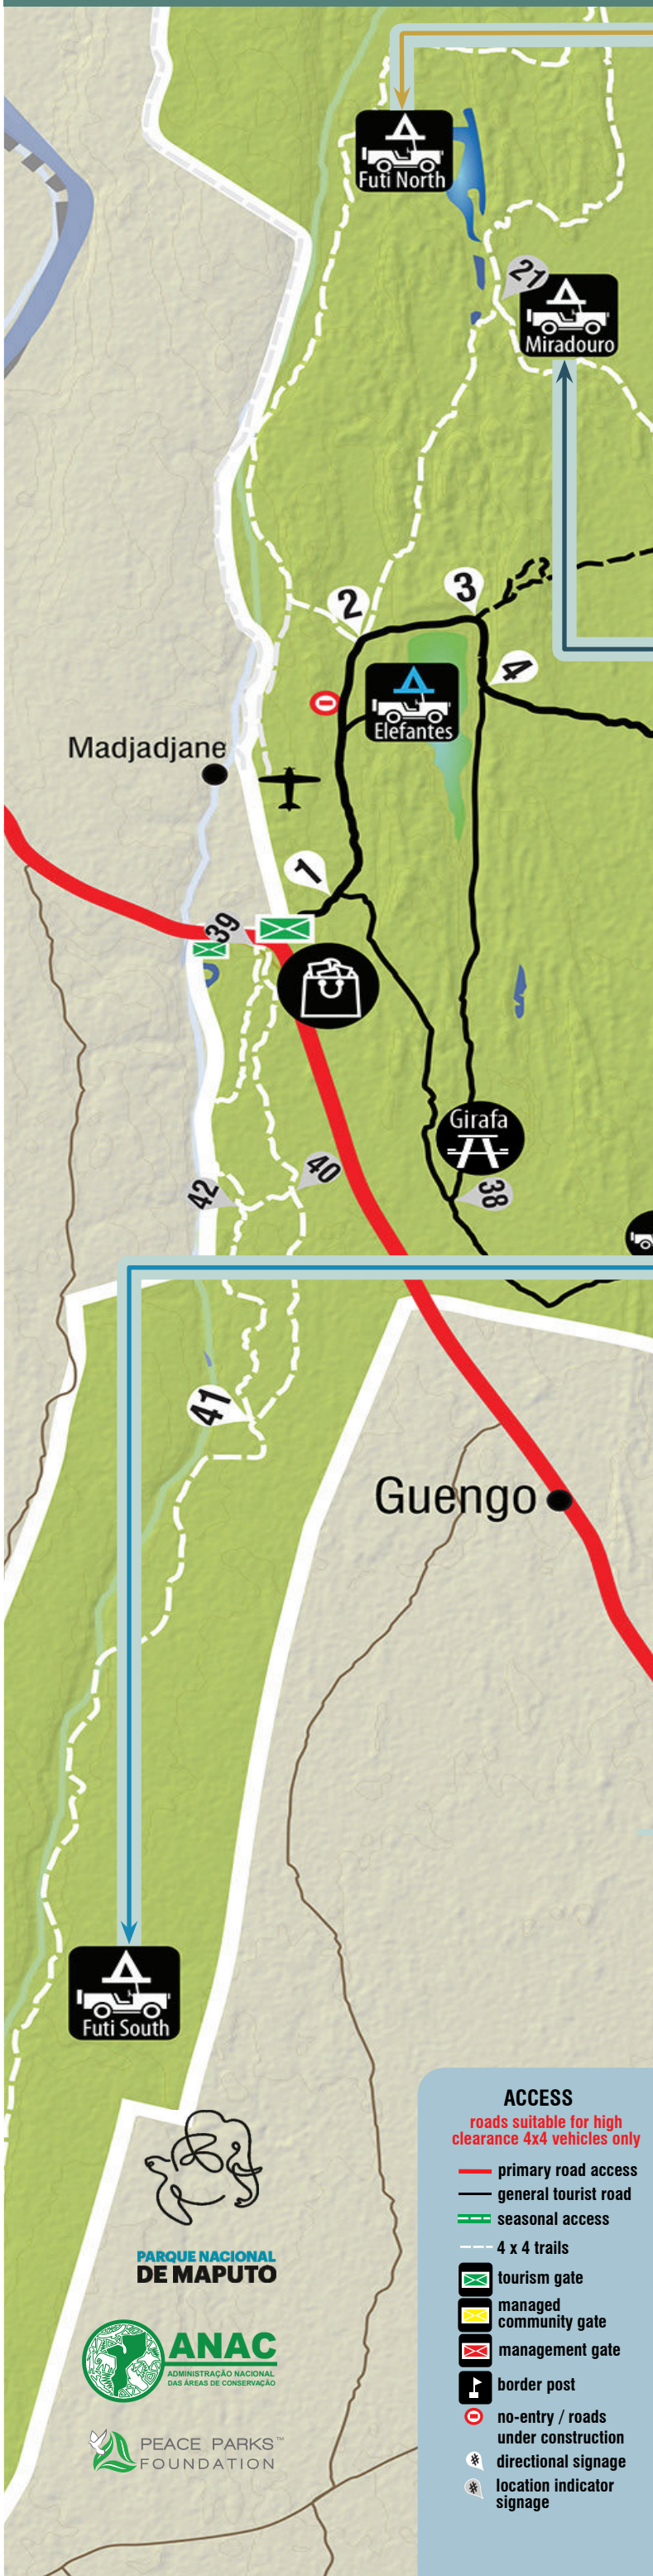 Futi North
21
Miradouro
2
3
4
Elefantes
Madjadjane
1
39
Girafa
40
42
38
41
Guengo
Futi South
PARQUE NACIONAL
DE MAPUTO
ANAC
ADMINISTRAÇÃO NACIONAL
DAS ÁREAS DE CONSERVAÇÃO
PEACE PARKS™
FOUNDATION
ACCESS
roads suitable for high
clearance 4x4 vehicles only
primary road access
general tourist road
seasonal access
4 x 4 trails
tourism gate
managed
community gate
management gate
border post
no-entry / roads
under construction
# directional signage
# location indicator
signage